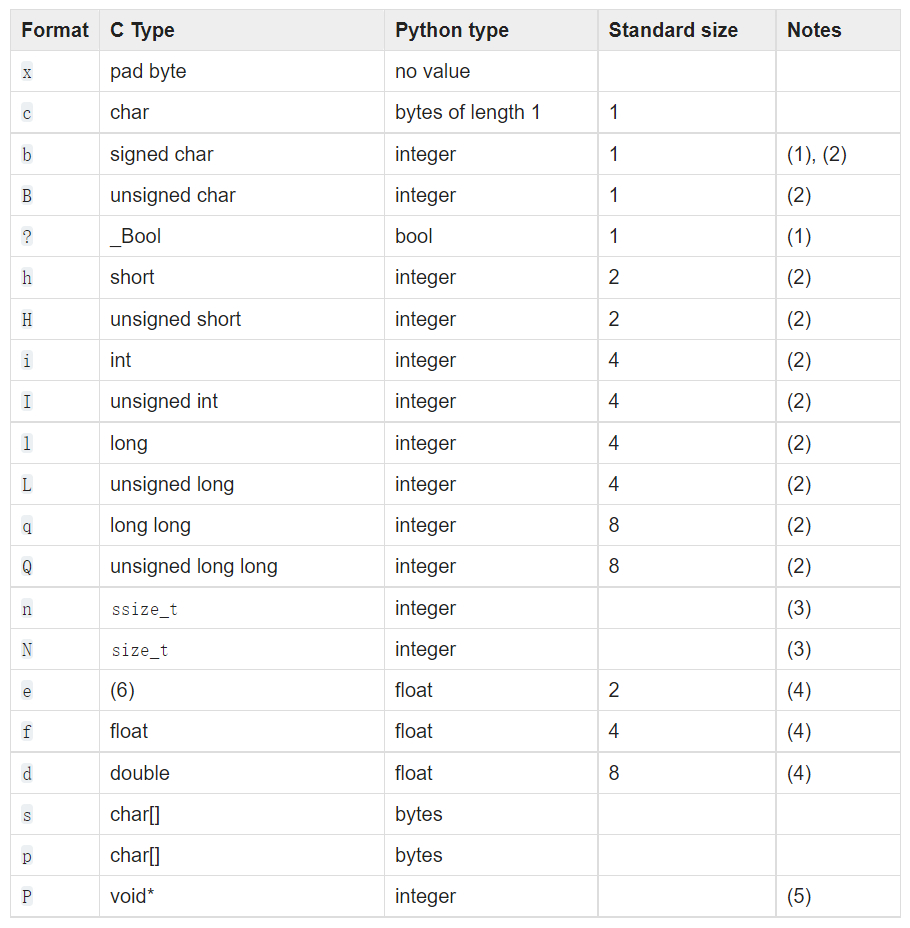 Format C Type Python type Standard size Notes
x pad byte no value
c char bytes of length 1 1
b signed char integer 1 (1), (2)
B unsigned char integer 1 (2)
? _Bool bool 1 (1)
h short integer 2 (2)
H unsigned short integer 2 (2)
i int integer 4 (2)
I unsigned int integer 4 (2)
l long integer 4 (2)
L unsigned long integer 4 (2)
q long long integer 8 (2)
Q unsigned long long integer 8 (2)
n ssize_t integer (3)
N size_t integer (3)
e (6) float 2 (4)
f float float 4 (4)
d double float 8 (4)
s char[] bytes
p char[] bytes
P void* integer (5)